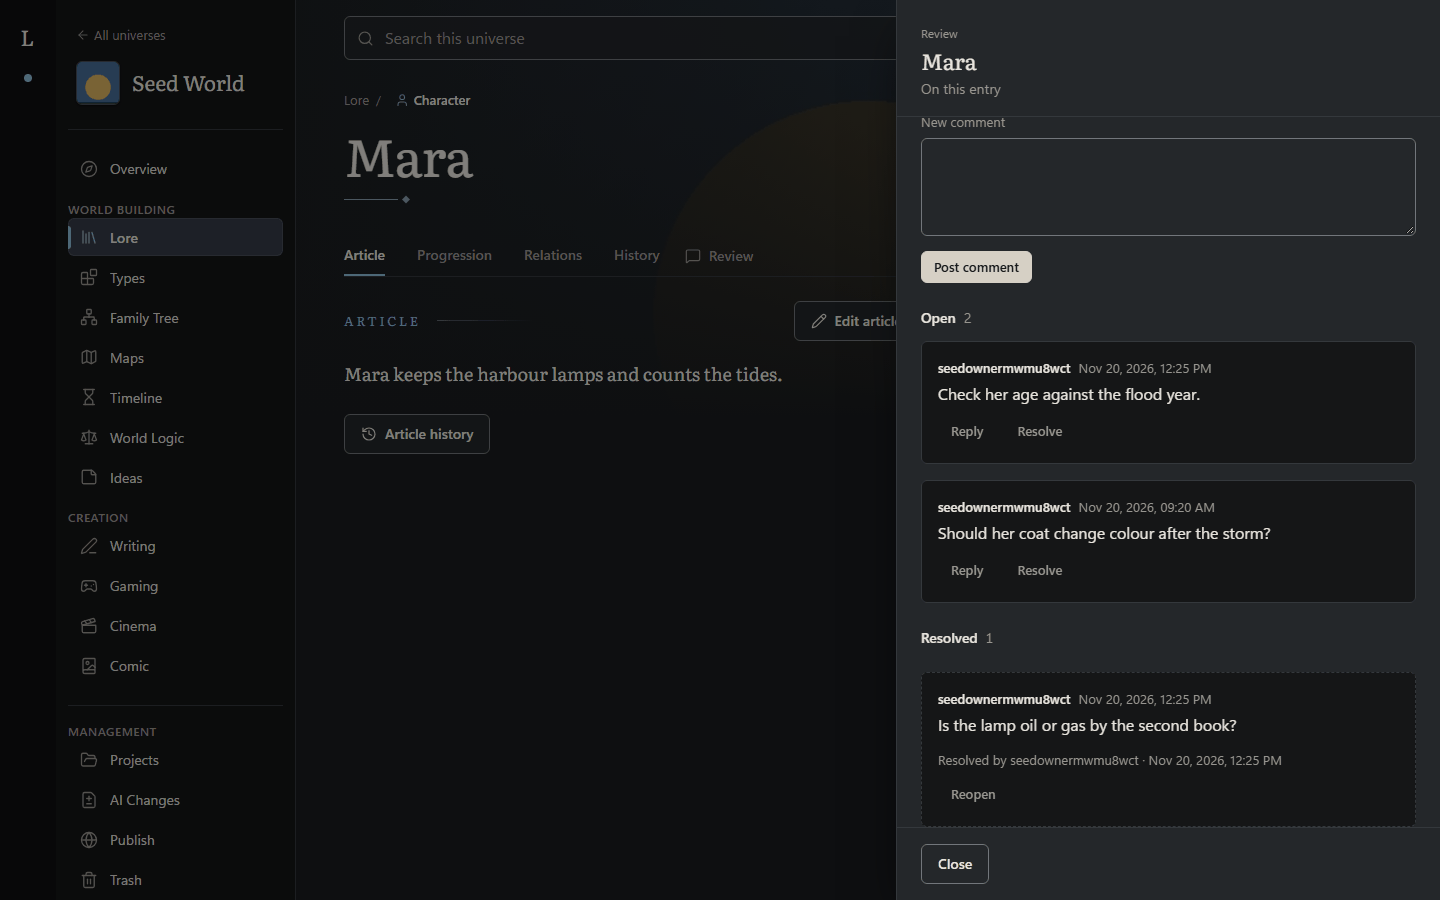 L
All universes
Seed World
Overview
WORLD BUILDING
Lore
Types
Family Tree
Maps
Timeline
World Logic
Ideas
CREATION
Writing
Gaming
Cinema
Comic
MANAGEMENT
Projects
AI Changes
Publish
Trash
Search this universe
Lore / Character
Mara
Article Progression Relations History Review
ARTICLE
Edit article
Mara keeps the harbour lamps and counts the tides.
Article history
Review
Mara
On this entry
New comment
Post comment
Open 2
seedownermwmu8wct Nov 20, 2026, 12:25 PM
Check her age against the flood year.
Reply Resolve
seedownermwmu8wct Nov 20, 2026, 09:20 AM
Should her coat change colour after the storm?
Reply Resolve
Resolved 1
seedownermwmu8wct Nov 20, 2026, 12:25 PM
Is the lamp oil or gas by the second book?
Resolved by seedownermwmu8wct · Nov 20, 2026, 12:25 PM
Reopen
Close